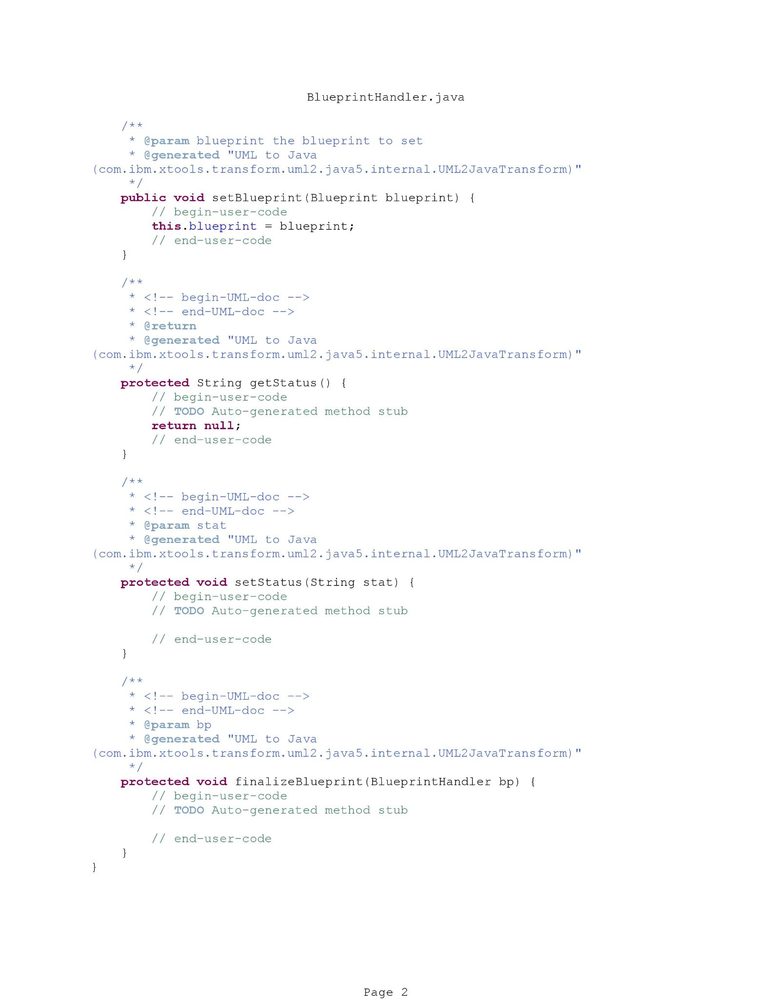 BlueprintHandler.java
/**
* @param blueprint the blueprint to set
* @generated "UML to Java
(com.ibm.xtools.transform.uml2.java5.internal.UML2JavaTransform)"
*/
public void setBlueprint(Blueprint blueprint) {
// begin-user-code
this.blueprint = blueprint;
// end-user-code
}
/**
* <!-- begin-UML-doc -->
* <!-- end-UML-doc -->
* @return
* @generated "UML to Java
(com.ibm.xtools.transform.uml2.java5.internal.UML2JavaTransform)"
*/
protected String getStatus() {
// begin-user-code
// TODO Auto-generated method stub
return null;
// end-user-code
}
/**
* <!-- begin-UML-doc -->
* <!-- end-UML-doc -->
* @param stat
* @generated "UML to Java
(com.ibm.xtools.transform.uml2.java5.internal.UML2JavaTransform)"
*/
protected void setStatus(String stat) {
// begin-user-code
// TODO Auto-generated method stub
// end-user-code
}
/**
* <!-- begin-UML-doc -->
* <!-- end-UML-doc -->
* @param bp
* @generated "UML to Java
(com.ibm.xtools.transform.uml2.java5.internal.UML2JavaTransform)"
*/
protected void finalizeBlueprint(BlueprintHandler bp) {
// begin-user-code
// TODO Auto-generated method stub
// end-user-code
}
}
Page 2